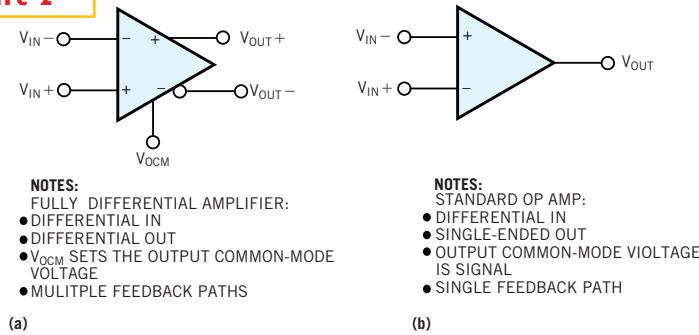 V_IN−
− +
V_OUT+
V_IN+
+ −
V_OUT−
V_OCM
NOTES:
FULLY DIFFERENTIAL AMPLIFIER:
● DIFFERENTIAL IN
● DIFFERENTIAL OUT
● V_OCM SETS THE OUTPUT COMMON-MODE
VOLTAGE
● MULITPLE FEEDBACK PATHS
(a)
V_IN−
+
V_OUT
V_IN+
−
NOTES:
STANDARD OP AMP:
● DIFFERENTIAL IN
● SINGLE-ENDED OUT
● OUTPUT COMMON-MODE VIOLTAGE
IS SIGNAL
● SINGLE FEEDBACK PATH
(b)